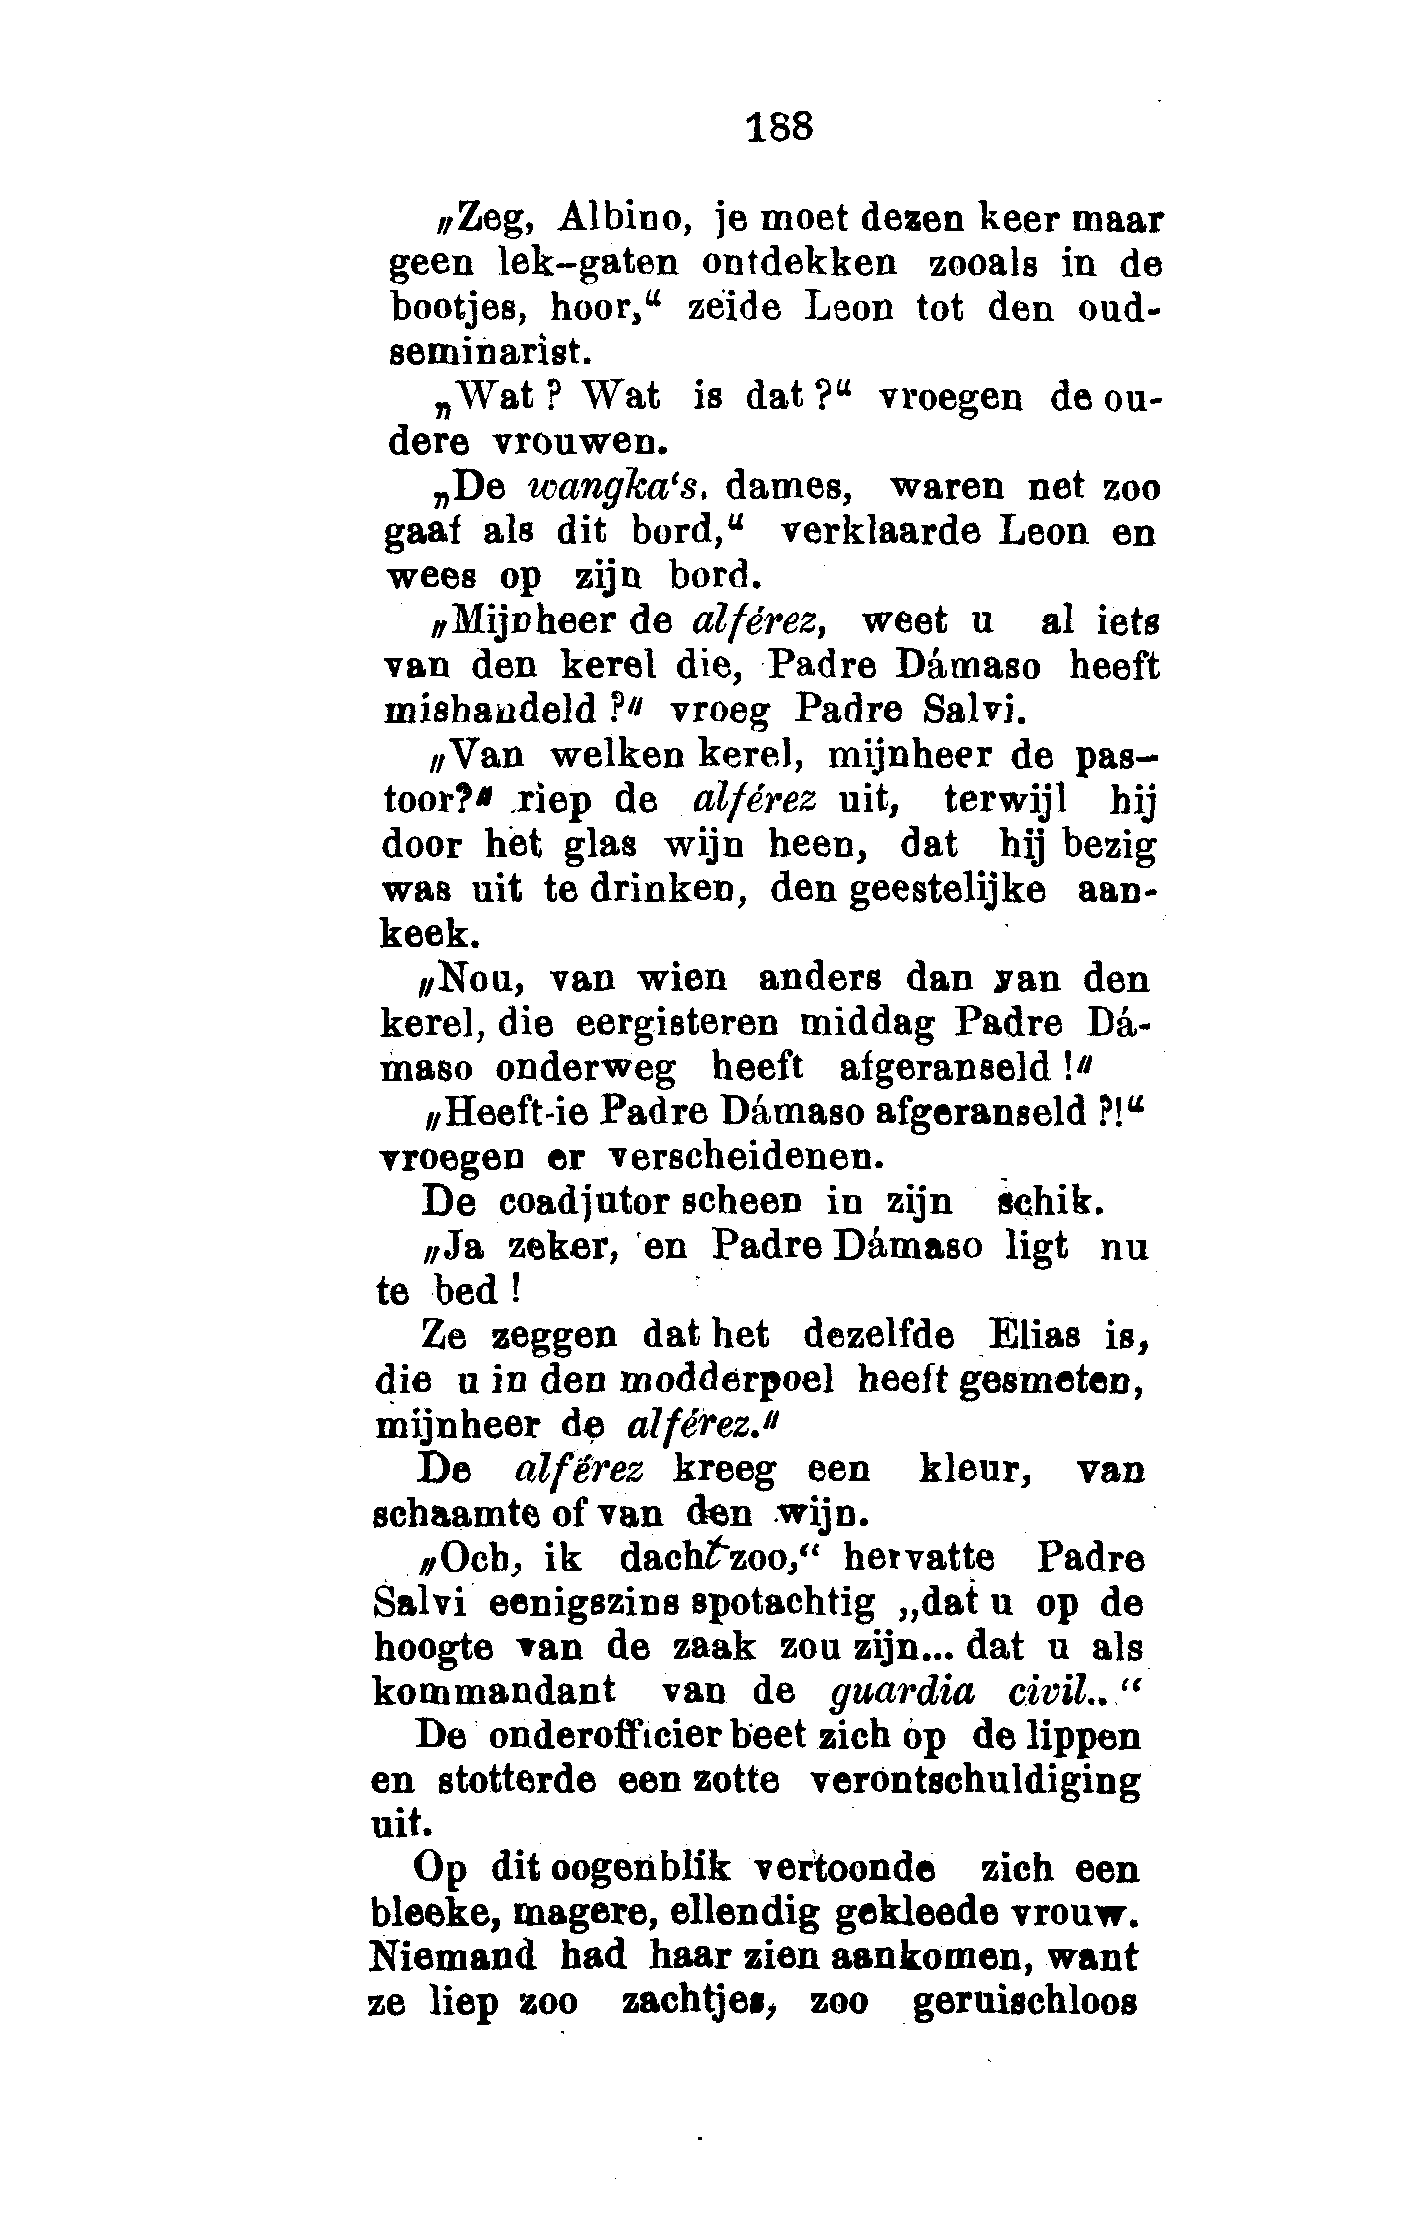 188
„Zeg, Albino, je moet dezen keer maar
geen lek-gaten ontdekken zooals in de
bootjes, hoor,“ zeide Leon tot den oud-
seminarist.
„Wat ? Wat is dat ?“ vroegen de ou-
dere vrouwen.
„De wangka‘s. dames, waren net zoo
gaaf als dit bord,“ verklaarde Leon en
wees op zijn bord.
„Mijnheer de alférez, weet u al iets
van den kerel die, Padre Dámaso heeft
mishandeld ?“ vroeg Padre Salvi.
„Van welken kerel, mijnheer de pas-
toor?“ riep de alférez uit, terwijl hij
door het glas wijn heen, dat hij bezig
was uit te drinken, den geestelijke aan-
keek.
„Nou, van wien anders dan van den
kerel, die eergisteren middag Padre Dá-
maso onderweg heeft afgeranseld !“
„Heeft-ie Padre Dámaso afgeranseld ?!“
vroegen er verscheidenen.
De coadjutor scheen in zijn schik.
„Ja zeker, en Padre Dámaso ligt nu
te bed !
Ze zeggen dat het dezelfde Elias is,
die u in den modderpoel heeft gesmeten,
mijnheer de alférez.“
De alférez kreeg een kleur, van
schaamte of van den wijn.
„Och, ik dacht zoo,“ hervatte Padre
Salvi eenigszins spotachtig „dat u op de
hoogte van de zaak zou zijn... dat u als
kommandant van de guardia civil.. “
De onderofficier beet zich op de lippen
en stotterde een zotte verontschuldiging
uit.
Op dit oogenblik vertoonde zich een
bleeke, magere, ellendig gekleede vrouw.
Niemand had haar zien aankomen, want
ze liep zoo zachtjes, zoo geruischloos